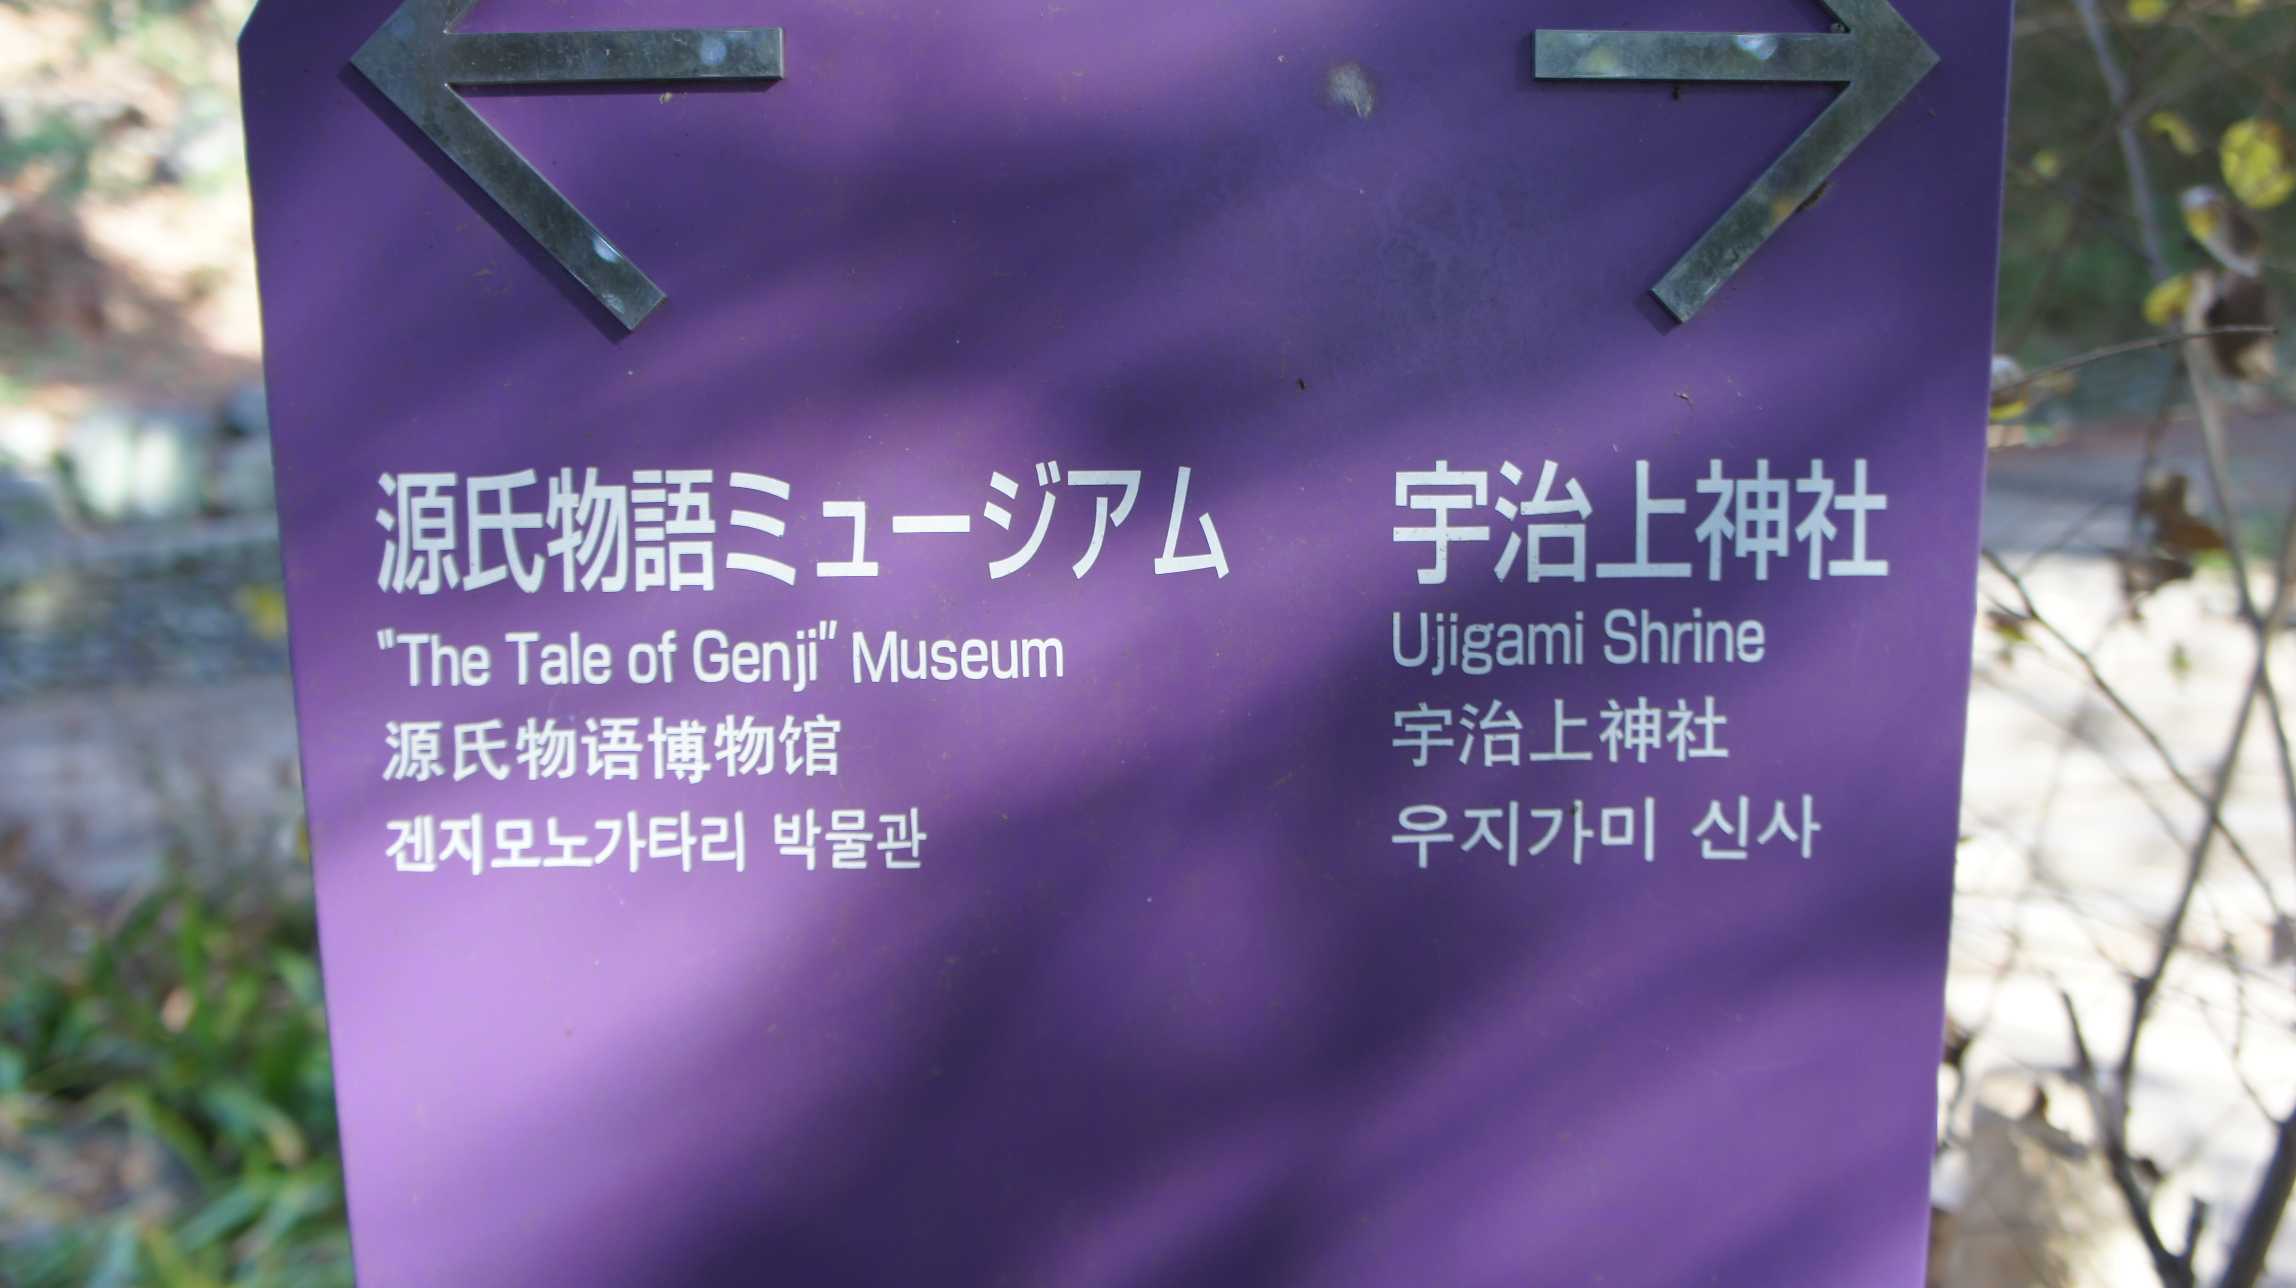 源氏物語ミュージアム
"The Tale of Genji" Museum
源氏物语博物馆
겐지모노가타리 박물관
宇治上神社
Ujigami Shrine
宇治上神社
우지가미 신사